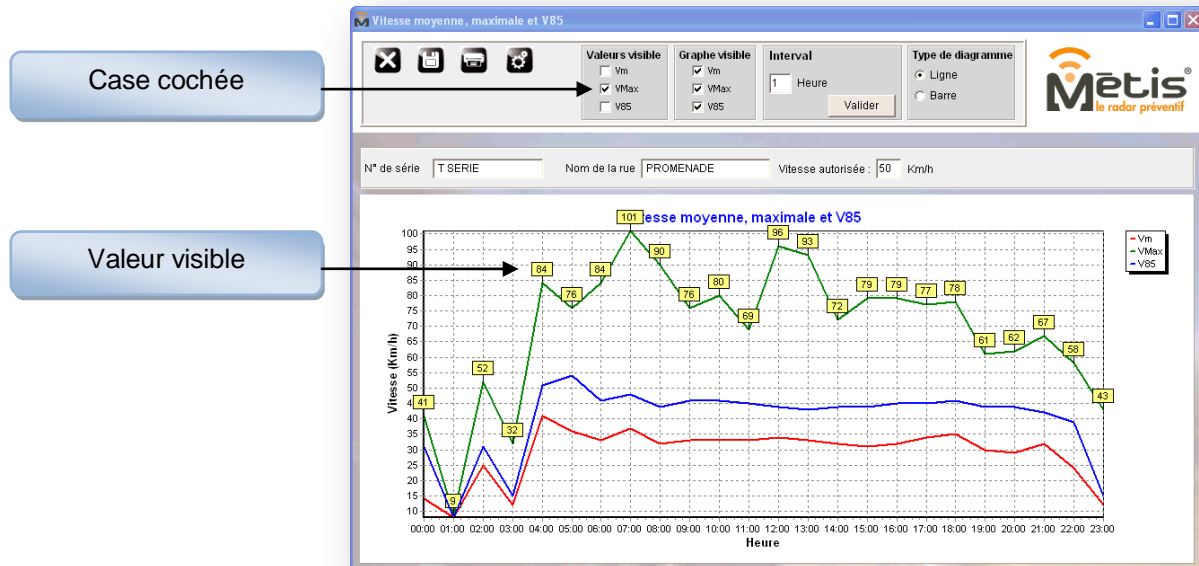 Case cochée
Valeur visible
Vitesse moyenne, maximale et V85
Valeurs visible
Vm
VMax
V85
Graphe visible
Vm
VMax
V85
Interval
1 Heure
Valider
Type de diagramme
Ligne
Barre
Mētis®
le radar préventif
N° de série T SERIE Nom de la rue PROMENADE Vitesse autorisée : 50 Km/h
esse moyenne, maximale et V85
Vm
VMax
V85
Vitesse (Km/h)
100
95
90
85
80
75
70
65
60
55
50
4
40
35
30
25
20
15
10
41
9
52
32
84
76
84
101
90
76
80
69
96
93
72
79
79
77
78
61
62
67
58
43
00:00 01:00 02:00 03:00 04:00 05:00 06:00 07:00 08:00 09:00 10:00 11:00 12:00 13:00 14:00 15:00 16:00 17:00 18:00 19:00 20:00 21:00 22:00 23:00
Heure